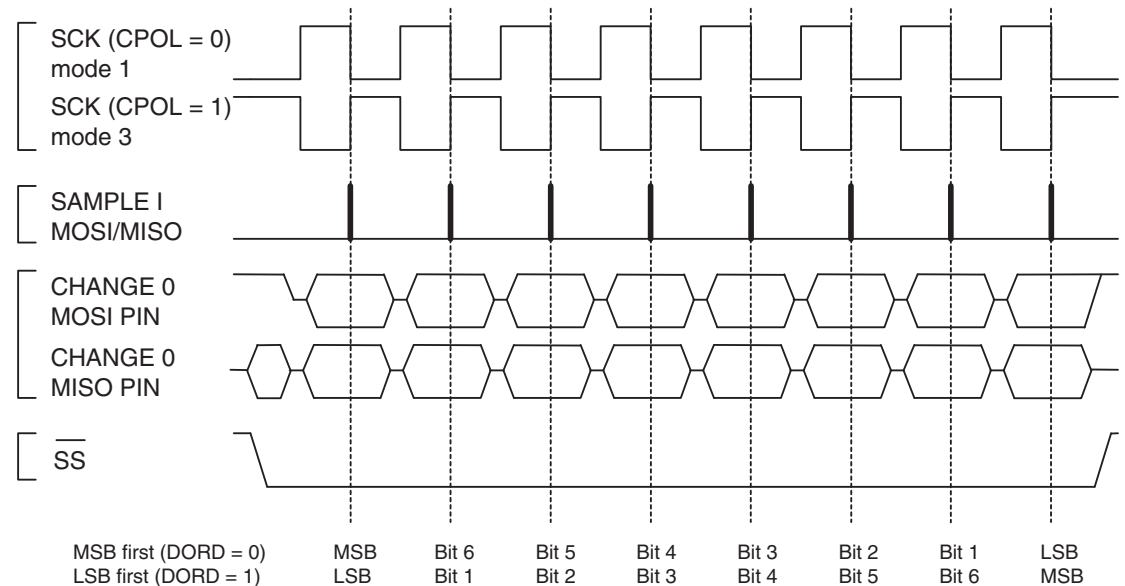 SCK (CPOL = 0)
mode 1
SCK (CPOL = 1)
mode 3
SAMPLE I
MOSI/MISO
CHANGE 0
MOSI PIN
CHANGE 0
MISO PIN
SS
MSB first (DORD = 0) MSB Bit 6 Bit 5 Bit 4 Bit 3 Bit 2 Bit 1 LSB
LSB first (DORD = 1) LSB Bit 1 Bit 2 Bit 3 Bit 4 Bit 5 Bit 6 MSB